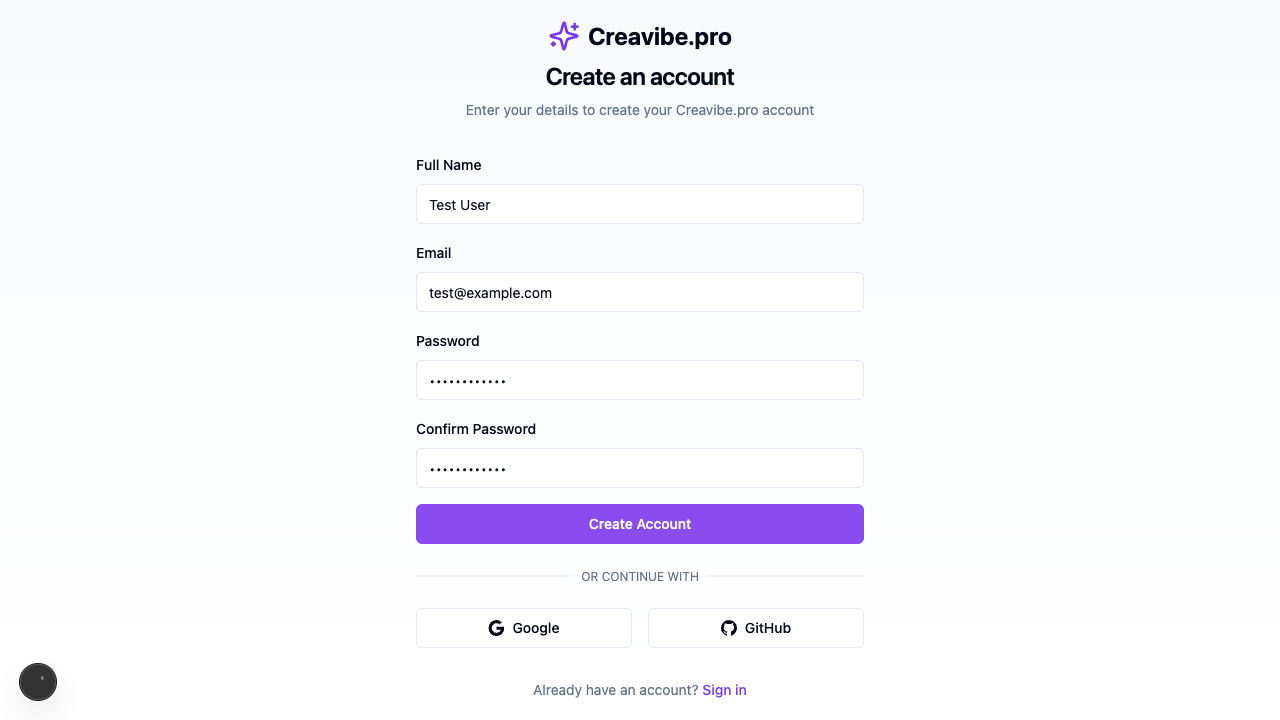 Creavibe.pro
Create an account
Enter your details to create your Creavibe.pro account
Full Name
Test User
Email
test@example.com
Password
••••••••••••
Confirm Password
••••••••••••
Create Account
OR CONTINUE WITH
Google
GitHub
Already have an account? Sign in